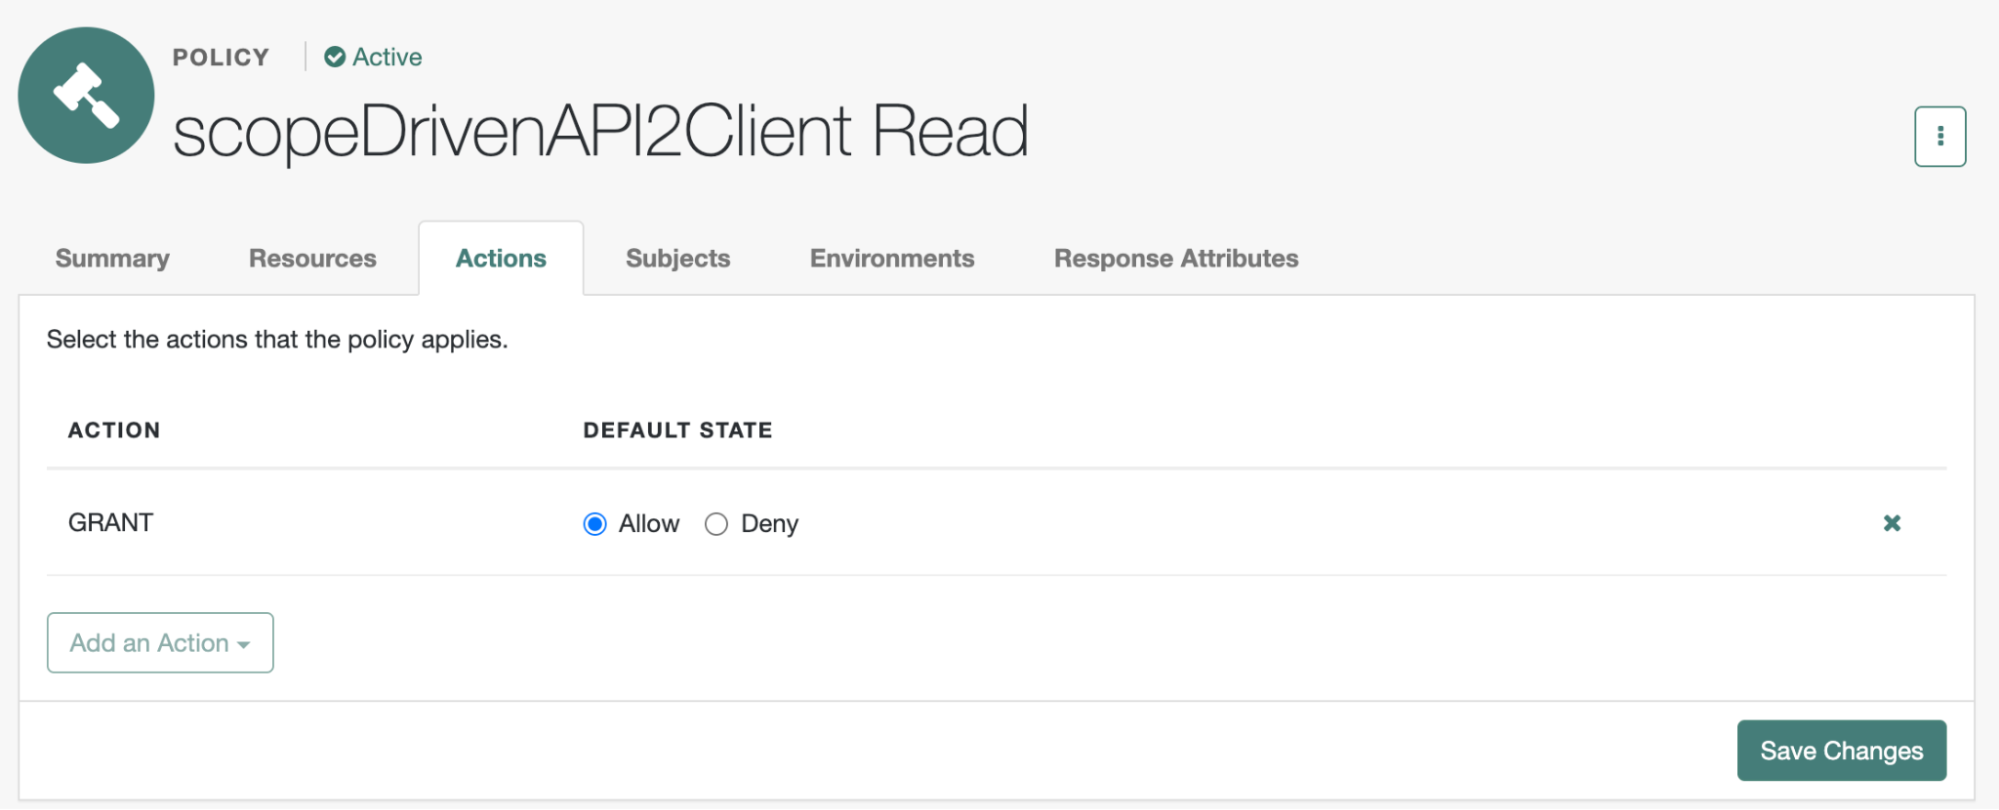 POLICY Active
scopeDrivenAPI2Client Read
Summary Resources Actions Subjects Environments Response Attributes
Select the actions that the policy applies.
ACTION DEFAULT STATE
GRANT Allow Deny
Add an Action
Save Changes